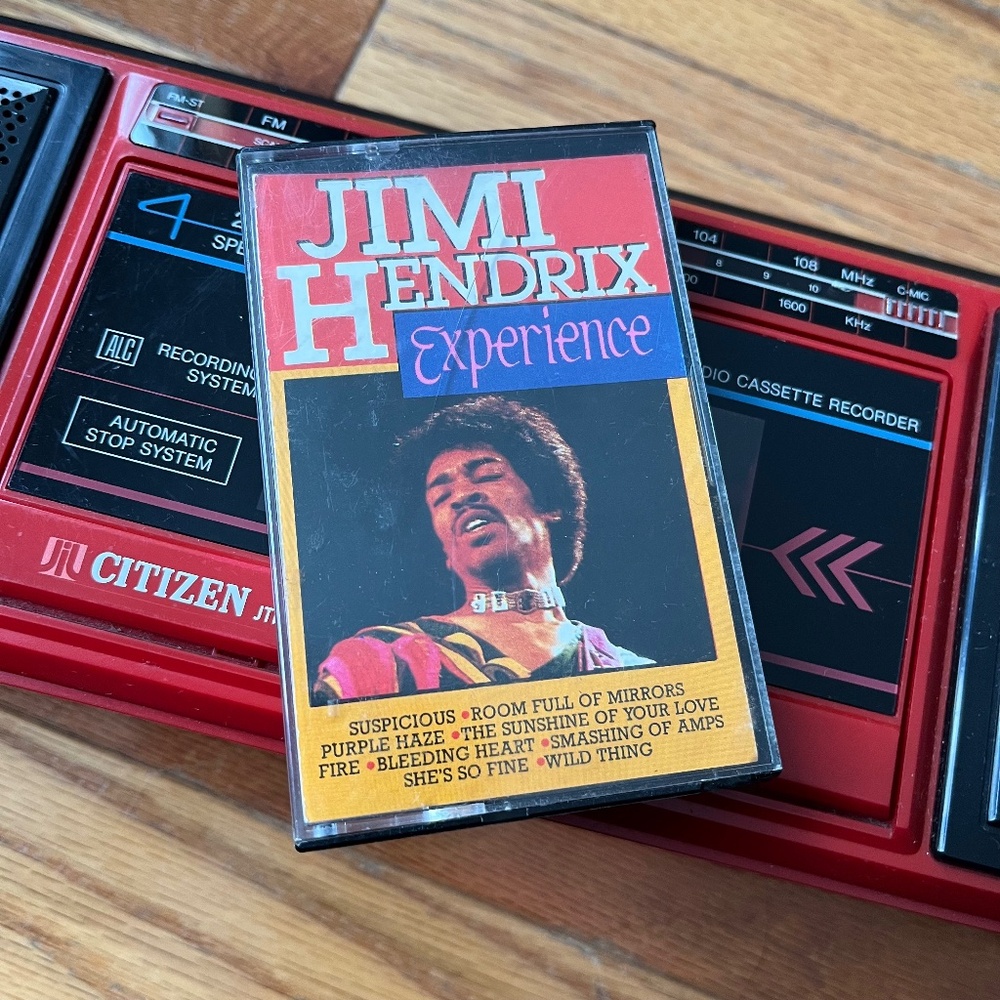 FM-ST
FM
4
SPE
ALC
RECORDING
SYSTEM
AUTOMATIC
STOP SYSTEM
CITIZEN
JIMI
HENDRIX
Experience
SUSPICIOUS • ROOM FULL OF MIRRORS
PURPLE HAZE • THE SUNSHINE OF YOUR LOVE
FIRE • BLEEDING HEART • SMASHING OF AMPS
SHE'S SO FINE • WILD THING
104 108 MHz
8 9 10 C-MIC
1600 KHz
DIO CASSETTE RECORDER